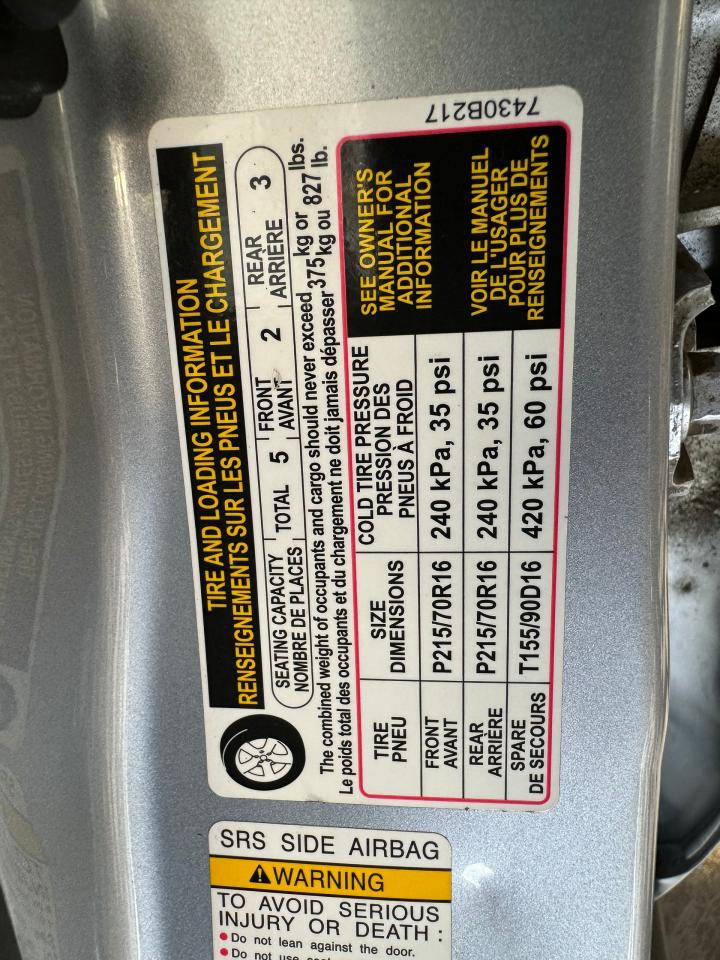 TIRE AND LOADING INFORMATION
RENSEIGNEMENTS SUR LES PNEUS ET LE CHARGEMENT
SEATING CAPACITY TOTAL 5 FRONT 2 REAR 3
NOMBRE DE PLACES AVANT ARRIÈRE
The combined weight of occupants and cargo should never exceed 375 kg or lbs.
Le poids total des occupants et du chargement ne doit jamais dépasser kg ou 827 lb.
TIRE SIZE COLD TIRE PRESSURE
PNEU DIMENSIONS PRESSION DES
PNEUS À FROID
FRONT P215/70R16 240 kPa, 35 psi
AVANT
REAR P215/70R16 240 kPa, 35 psi
ARRIÈRE
SPARE T155/90D16 420 kPa, 60 psi
DE SECOURS
SEE OWNER'S
MANUAL FOR
ADDITIONAL
INFORMATION
VOIR LE MANUEL
DE L'USAGER
POUR PLUS DE
RENSEIGNEMENTS
7430B217
SRS SIDE AIRBAG
WARNING
TO AVOID SERIOUS
INJURY OR DEATH :
• Do not lean against the door.
• Do not use